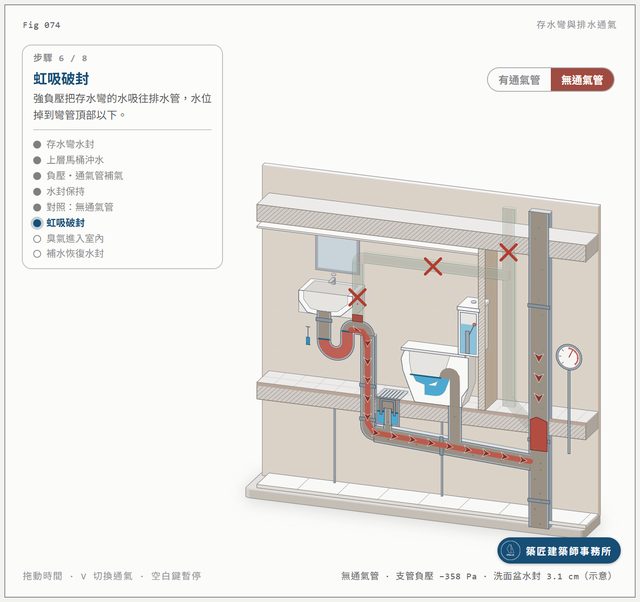 Fig 074
存水彎與排水通氣
步驟 6 / 8
虹吸破封
強負壓把存水彎的水吸往排水管，水位
掉到彎管頂部以下。
存水彎水封
上層馬桶沖水
負壓・通氣管補氣
水封保持
對照：無通氣管
虹吸破封
臭氣進入室內
補水恢復水封
有通氣管
無通氣管
築匠建築師事務所
拖動時間 · V 切換通氣 · 空白鍵暫停
無通氣管 · 支管負壓 −358 Pa · 洗面盆水封 3.1 cm（示意）